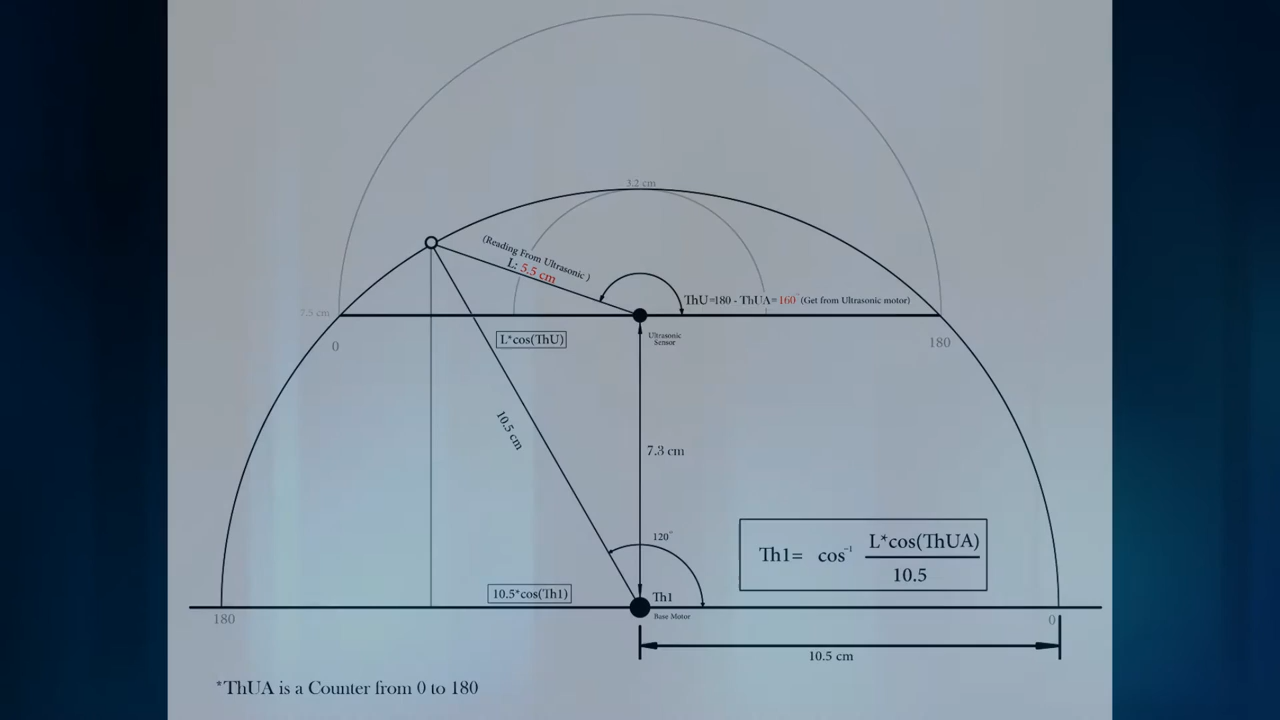 3.2 cm
(Reading From Ultrasonic )
L: 5.5 cm
ThU=180 - ThUA= 160° (Get from Ultrasonic motor)
7.5 cm
Ultrasonic
Sensor
L*cos(ThU)
0
180
10.5 cm
7.3 cm
120°
Th1= cos⁻¹ L*cos(ThUA)
10.5
10.5*cos(Th1)
Th1
Base Motor
180
0
10.5 cm
*ThUA is a Counter from 0 to 180